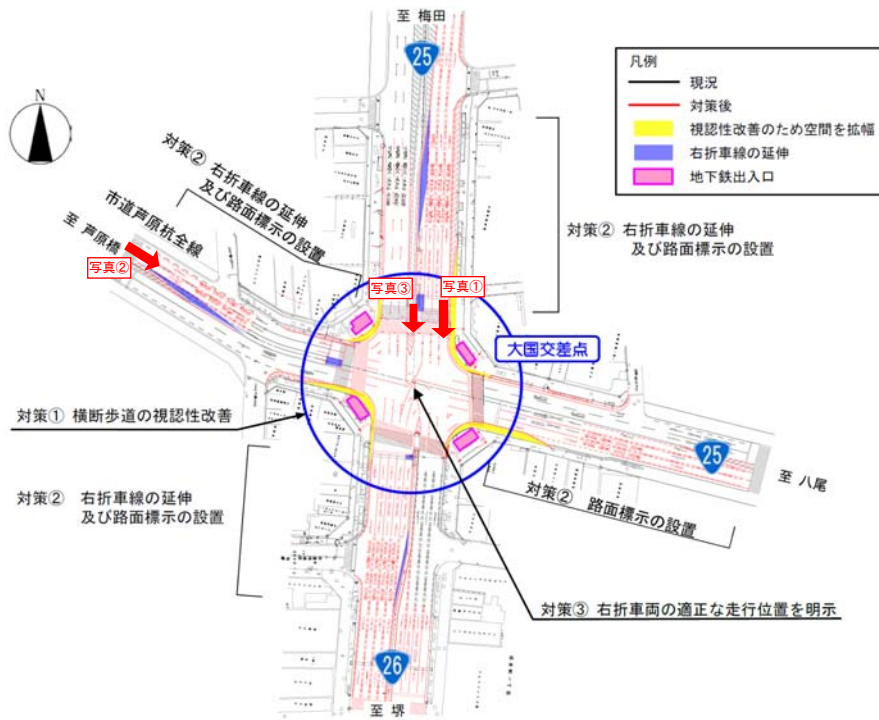 至 梅田
25
凡例
現況
対策後
視認性改善のため空間を拡幅
右折車線の延伸
地下鉄出入口
N
対策② 右折車線の延伸
及び路面標示の設置
市道芦原杭全線
至 芦原橋
写真②
対策② 右折車線の延伸
及び路面標示の設置
写真③
写真①
大国交差点
対策① 横断歩道の視認性改善
25
至 八尾
対策② 右折車線の延伸
及び路面標示の設置
対策② 路面標示の設置
対策③ 右折車両の適正な走行位置を明示
26
至 堺